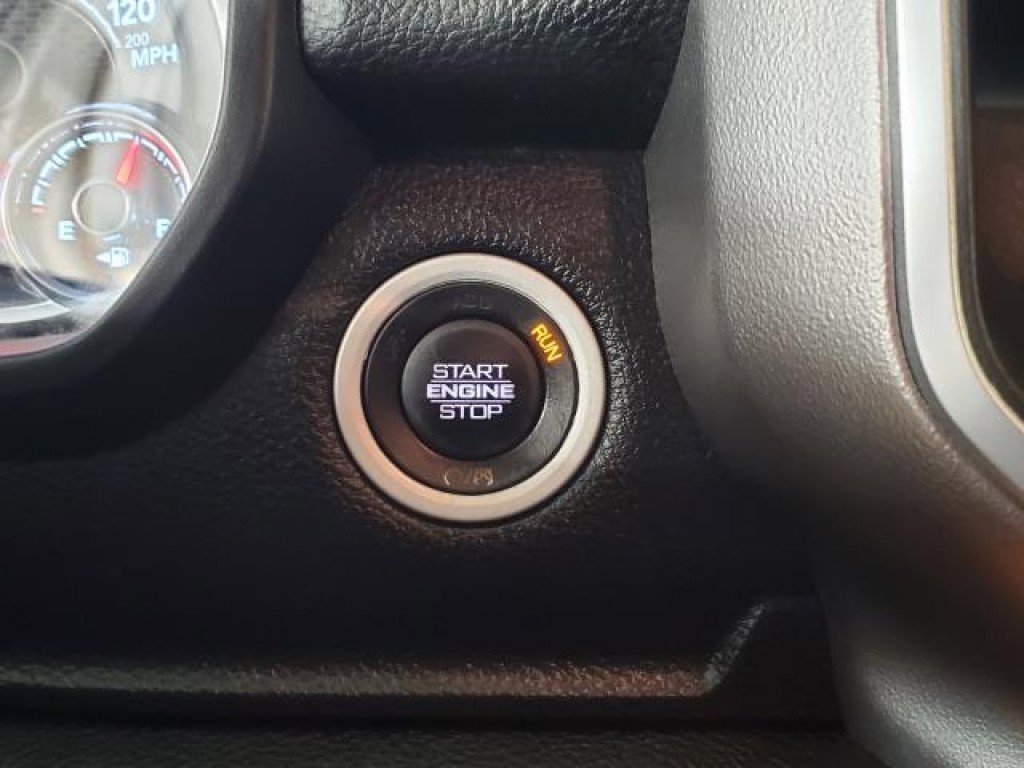 120
200
MPH
E
F
RUN
START
ENGINE
STOP